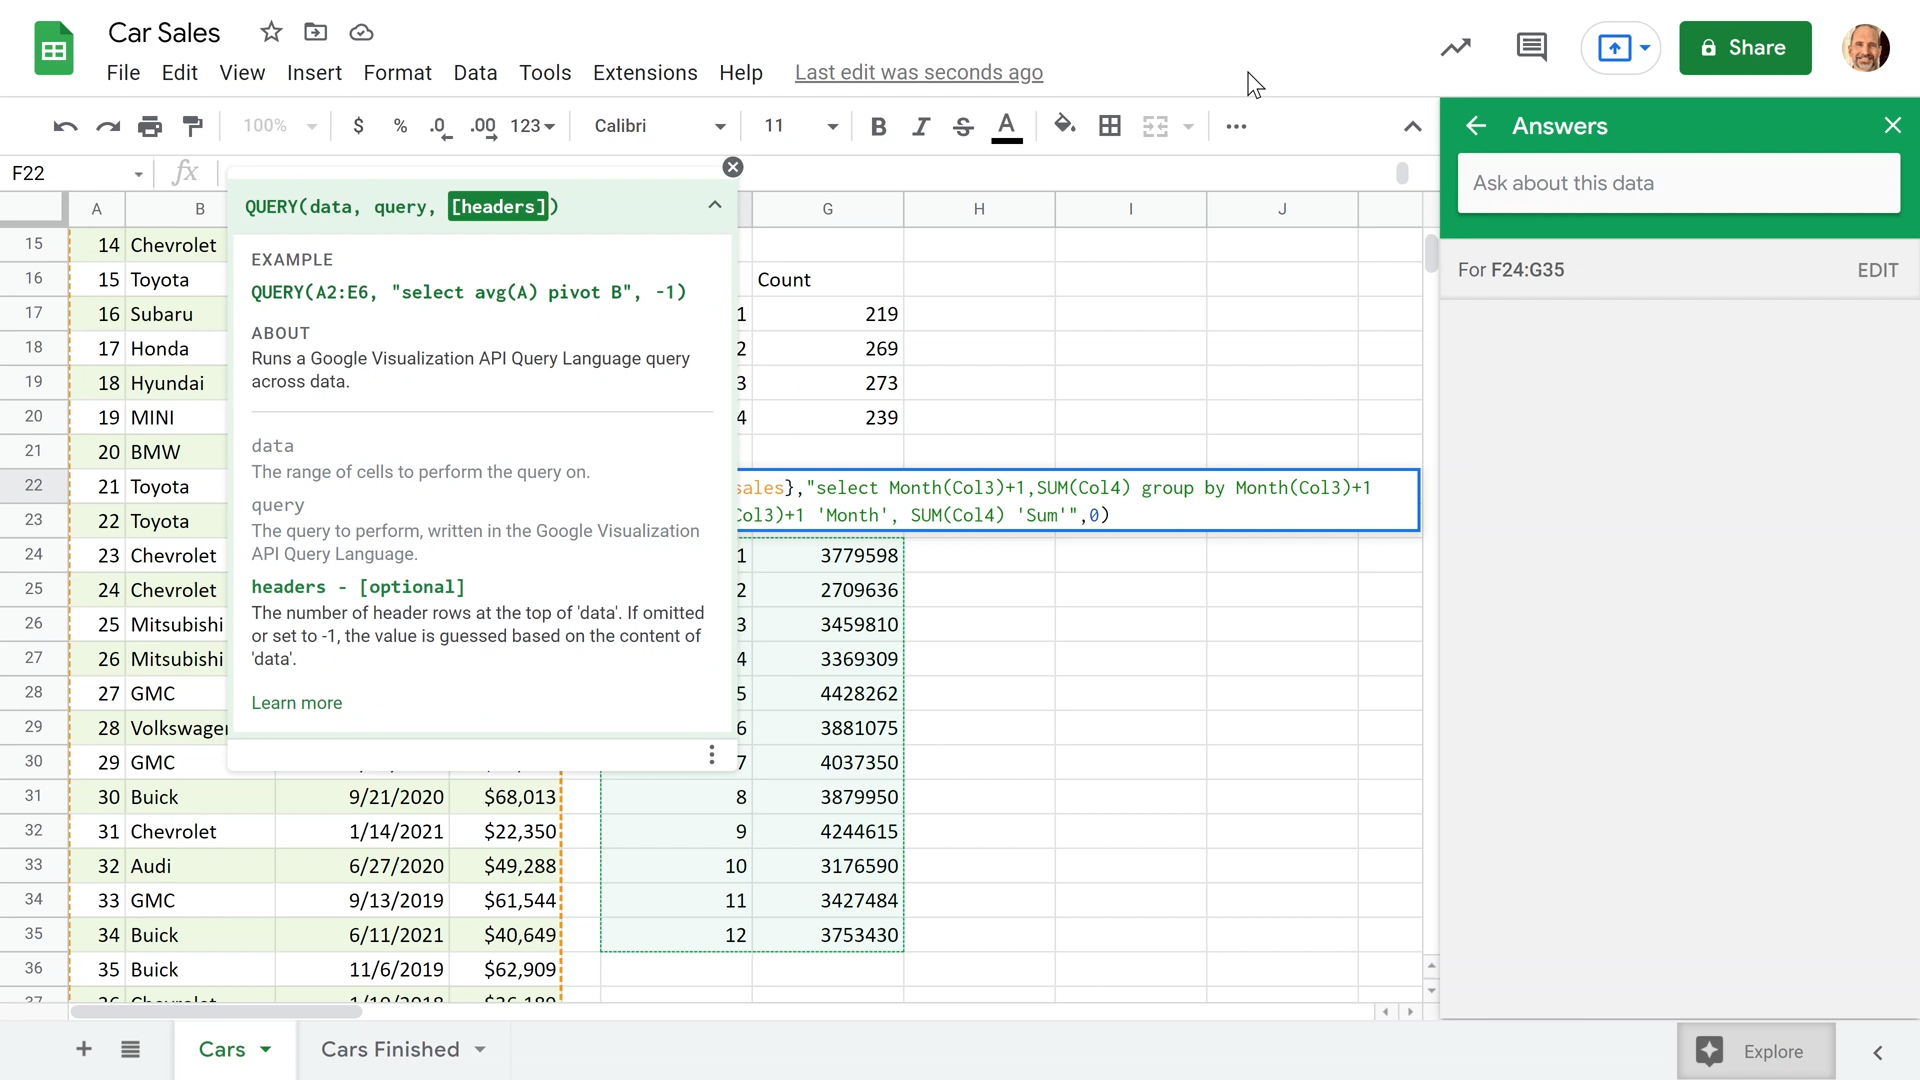 Car Sales
File Edit View Insert Format Data Tools Extensions Help Last edit was seconds ago
Share
100% $ % .0 .00 123 Calibri 11 B I S A
Answers
F22 fx
Ask about this data
QUERY(data, query, [headers])
A B G H I J
For F24:G35 EDIT
EXAMPLE
QUERY(A2:E6, "select avg(A) pivot B", -1)
ABOUT
Runs a Google Visualization API Query Language query
across data.
data
The range of cells to perform the query on.
query
The query to perform, written in the Google Visualization
API Query Language.
headers - [optional]
The number of header rows at the top of 'data'. If omitted
or set to -1, the value is guessed based on the content of
'data'.
Learn more
15 14 Chevrolet
16 15 Toyota Count
17 16 Subaru 1 219
18 17 Honda 2 269
19 18 Hyundai 3 273
20 19 MINI 4 239
21 20 BMW
22 21 Toyota sales},"select Month(Col3)+1,SUM(Col4) group by Month(Col3)+1
23 22 Toyota Col3)+1 'Month', SUM(Col4) 'Sum'",0)
24 23 Chevrolet 1 3779598
25 24 Chevrolet 2 2709636
26 25 Mitsubishi 3 3459810
27 26 Mitsubishi 4 3369309
28 27 GMC 5 4428262
29 28 Volkswagen 6 3881075
30 29 GMC 7 4037350
31 30 Buick 9/21/2020 $68,013 8 3879950
32 31 Chevrolet 1/14/2021 $22,350 9 4244615
33 32 Audi 6/27/2020 $49,288 10 3176590
34 33 GMC 9/13/2019 $61,544 11 3427484
35 34 Buick 6/11/2021 $40,649 12 3753430
36 35 Buick 11/6/2019 $62,909
37 36 Chevrolet 1/10/2018 $36,189
Cars Cars Finished
Explore